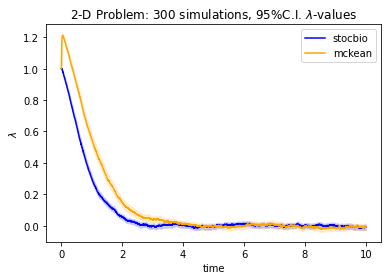 2-D Problem: 300 simulations, 95%C.I. λ-values
stocbio
mckean
1.2
1.0
0.8
0.6
0.4
0.2
0.0
λ
0
2
4
6
8
10
time